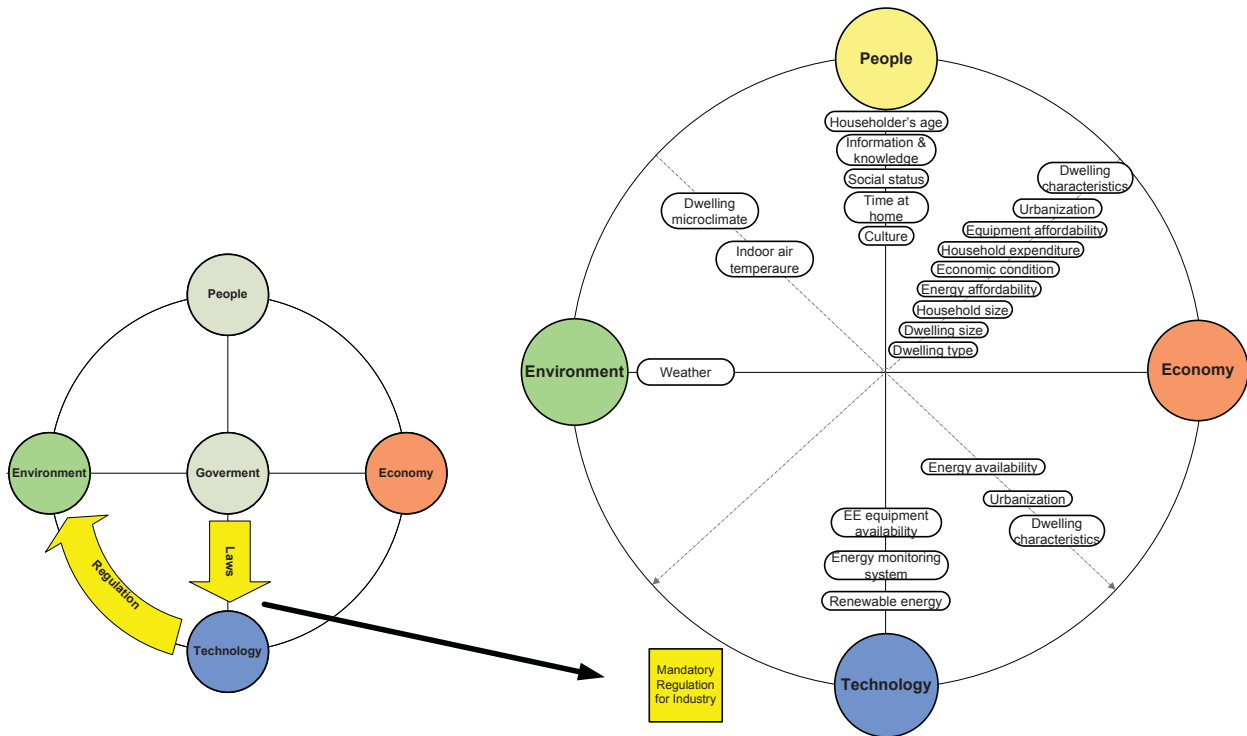 People
Environment
Goverment
Economy
Regulation
Laws
Technology
People
Householder's age
Information &
knowledge
Social status
Time at
home
Culture
Dwelling
microclimate
Indoor air
temperaure
Dwelling
characteristics
Urbanization
Equipment affordability
Household expenditure
Economic condition
Energy affordability
Household size
Dwelling size
Dwelling type
Environment
Weather
Economy
Energy availability
Urbanization
Dwelling
characteristics
EE equipment
availability
Energy monitoring
system
Renewable energy
Technology
Mandatory
Regulation
for Industry